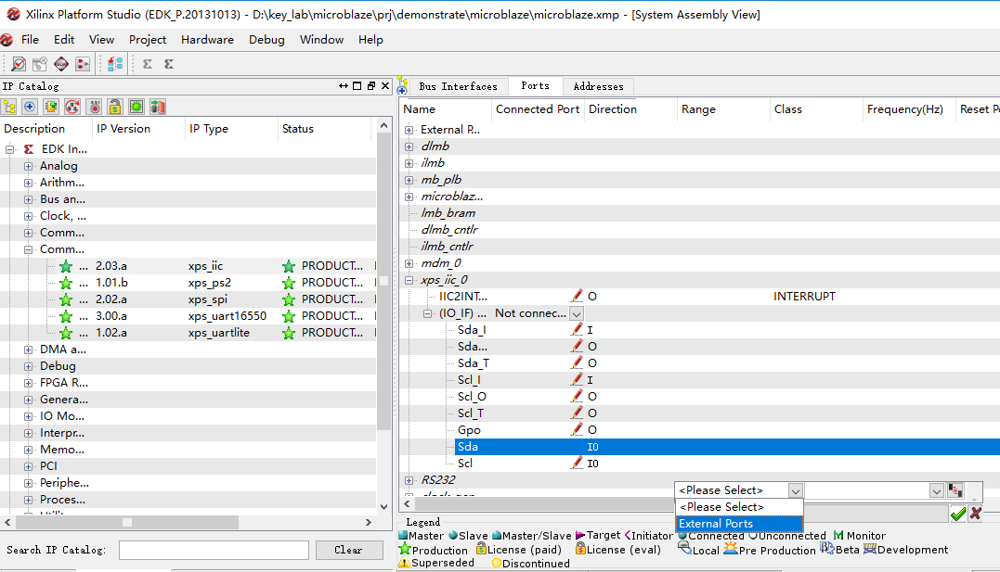 Xilinx Platform Studio (EDK_P.20131013) - D:\key_lab\microblaze\prj\demonstrate\microblaze\microblaze.xmp - [System Assembly View]
File Edit View Project Hardware Debug Window Help
IP Catalog
Description IP Version IP Type Status
EDK In...
Analog
Arithm...
Bus an...
Clock, ...
Comm...
Comm...
... 2.03.a xps_iic PRODUCT...
... 1.01.b xps_ps2 PRODUCT...
... 2.02.a xps_spi PRODUCT...
... 3.00.a xps_uart16550 PRODUCT...
... 1.02.a xps_uartlite PRODUCT...
DMA a...
Debug
FPGA R...
Genera...
IO Mo...
Interpr...
Memo...
PCI
Periphe...
Proces...
Search IP Catalog: Clear
Bus Interfaces Ports Addresses
Name Connected Port Direction Range Class Frequency(Hz) Reset Po
External P...
dlmb
ilmb
mb_plb
microblaz...
lmb_bram
dlmb_cntlr
ilmb_cntlr
mdm_0
xps_iic_0
IIC2INT... O INTERRUPT
(IO_IF) ... Not connec...
Sda_I I
Sda... O
Sda_T O
Scl_I I
Scl_O O
Scl_T O
Gpo O
Sda IO
Scl IO
RS232
<Please Select>
<Please Select>
External Ports
Legend
Master Slave Master/Slave Target Initiator Connected Unconnected M Monitor
Production License (paid) License (eval) Local Pre Production Beta Development
Superseded Discontinued